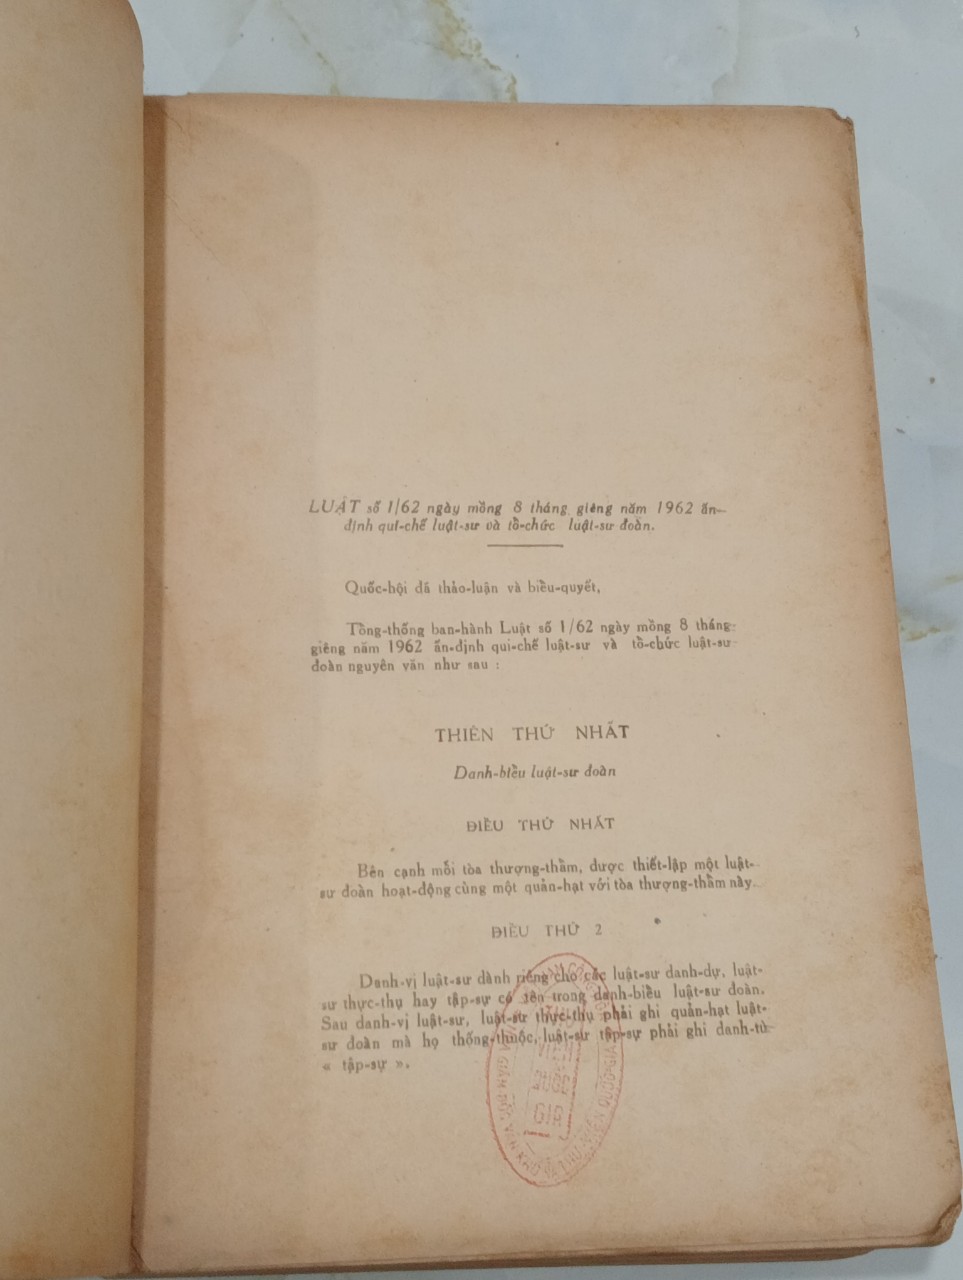 LUẬT số 1/62 ngày mồng 8 tháng giêng năm 1962 ấn-
định qui-chế luật-sư và tổ-chức luật-sư đoàn.
Quốc-hội đã thảo-luận và biểu-quyết,
Tổng-thống ban-hành Luật số 1/62 ngày mồng 8 tháng
giêng năm 1962 ấn-định qui-chế luật-sư và tổ-chức luật-sư
đoàn nguyên văn như sau :
THIÊN THỨ NHẤT
Danh-biểu luật-sư đoàn
ĐIỀU THỨ NHẤT
Bên cạnh mỗi tòa thượng-thẩm, được thiết-lập một luật-
sư đoàn hoạt-động cùng một quản-hạt với tòa thượng-thẩm này.
ĐIỀU THỨ 2
Danh-vị luật-sư dành riêng cho các luật-sư danh-dự, luật-
sư thực-thụ hay tập-sự có tên trong danh-biểu luật-sư đoàn.
Sau danh-vị luật-sư, luật-sư thực-thụ phải ghi quản-hạt luật-
sư đoàn mà họ thống-thuộc, luật-sư tập-sự phải ghi danh-từ
« tập-sự ».